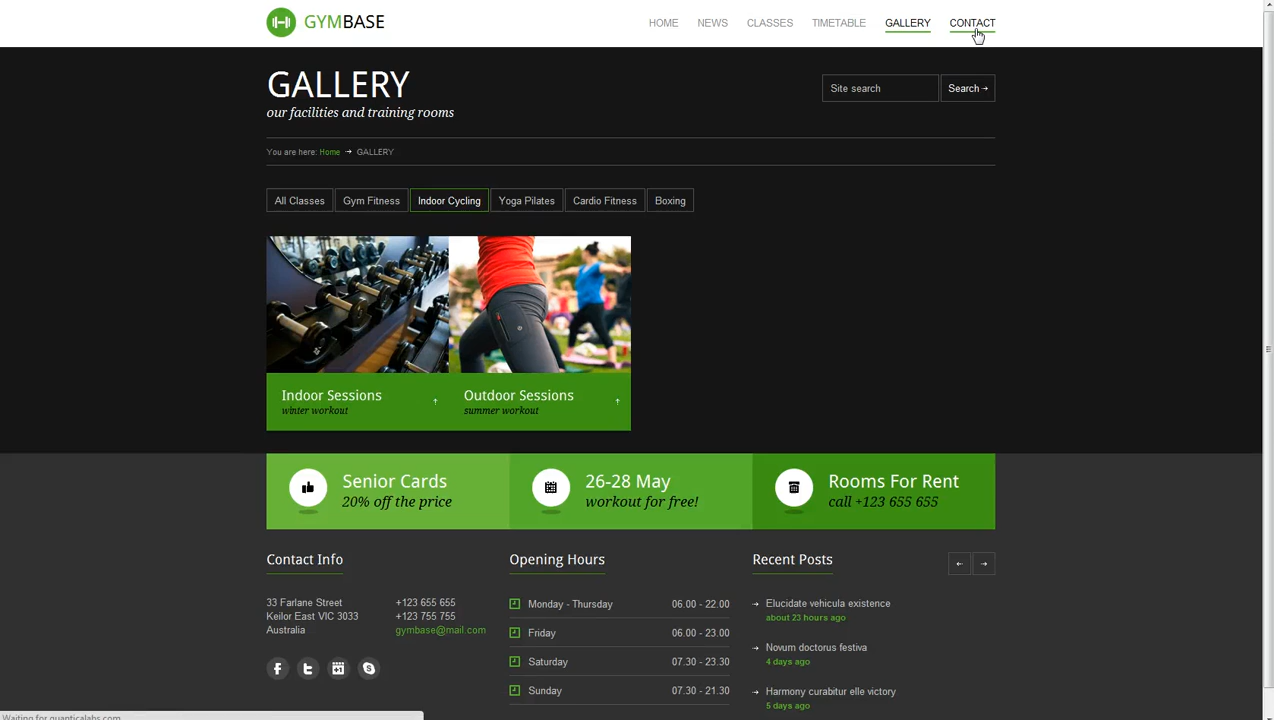 GYMBASE
HOME NEWS CLASSES TIMETABLE GALLERY CONTACT
GALLERY
our facilities and training rooms
Site search
Search →
You are here: Home → GALLERY
All Classes Gym Fitness Indoor Cycling Yoga Pilates Cardio Fitness Boxing
Indoor Sessions
winter workout
↑
Outdoor Sessions
summer workout
↑
Senior Cards
20% off the price
26-28 May
workout for free!
Rooms For Rent
call +123 655 655
Contact Info
33 Farlane Street
Keilor East VIC 3033
Australia
+123 655 655
+123 755 755
gymbase@mail.com
Opening Hours
Monday - Thursday 06.00 - 22.00
Friday 06.00 - 23.00
Saturday 07.30 - 23.30
Sunday 07.30 - 21.30
Recent Posts
← →
→ Elucidate vehicula existence
about 23 hours ago
→ Novum doctorus festiva
4 days ago
→ Harmony curabitur elle victory
5 days ago
Waiting for quanticalabs.com